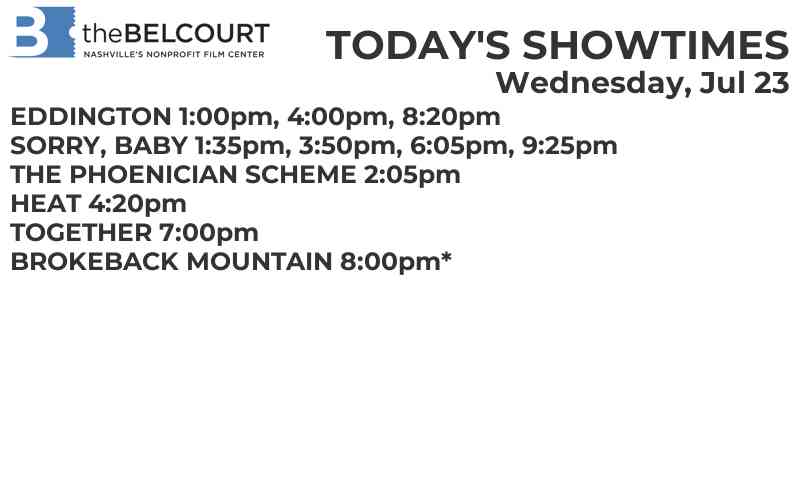 B theBELCOURT
NASHVILLE'S NONPROFIT FILM CENTER
TODAY'S SHOWTIMES
Wednesday, Jul 23
EDDINGTON 1:00pm, 4:00pm, 8:20pm
SORRY, BABY 1:35pm, 3:50pm, 6:05pm, 9:25pm
THE PHOENICIAN SCHEME 2:05pm
HEAT 4:20pm
TOGETHER 7:00pm
BROKEBACK MOUNTAIN 8:00pm*